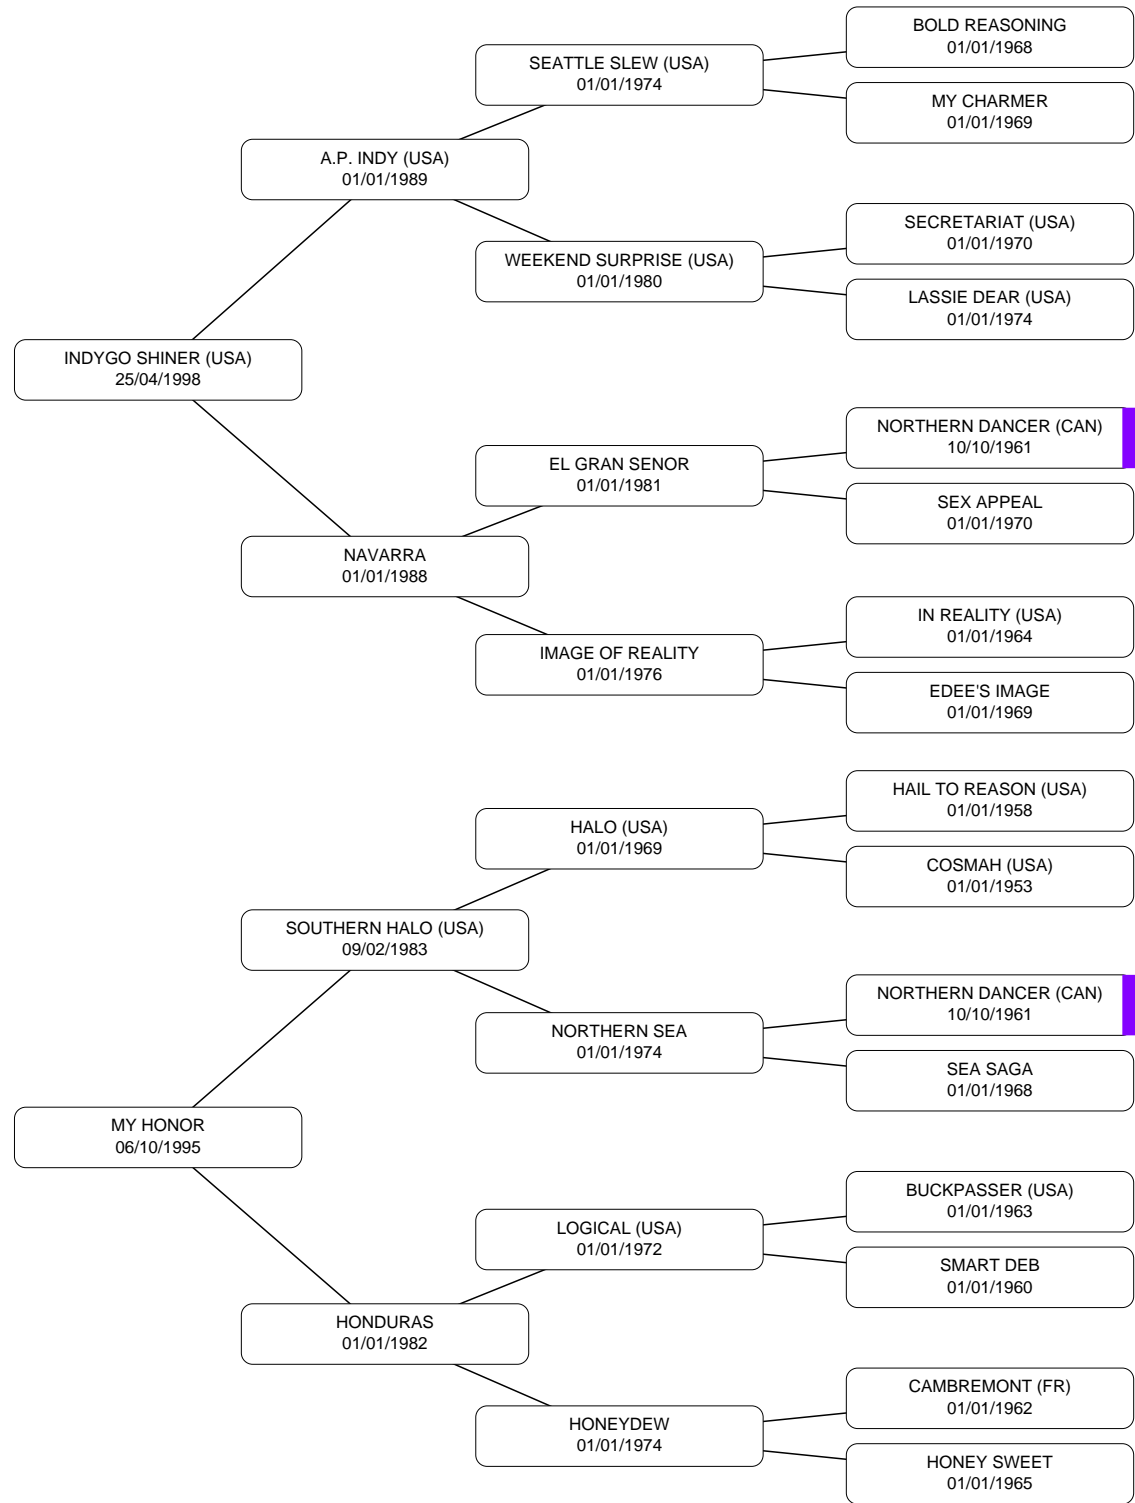 BOLD REASONING
01/01/1968
SEATTLE SLEW (USA)
01/01/1974
MY CHARMER
01/01/1969
A.P. INDY (USA)
01/01/1989
SECRETARIAT (USA)
01/01/1970
WEEKEND SURPRISE (USA)
01/01/1980
LASSIE DEAR (USA)
01/01/1974
INDYGO SHINER (USA)
25/04/1998
NORTHERN DANCER (CAN)
10/10/1961
EL GRAN SENOR
01/01/1981
SEX APPEAL
01/01/1970
NAVARRA
01/01/1988
IN REALITY (USA)
01/01/1964
IMAGE OF REALITY
01/01/1976
EDEE'S IMAGE
01/01/1969
HAIL TO REASON (USA)
01/01/1958
HALO (USA)
01/01/1969
COSMAH (USA)
01/01/1953
SOUTHERN HALO (USA)
09/02/1983
NORTHERN DANCER (CAN)
10/10/1961
NORTHERN SEA
01/01/1974
SEA SAGA
01/01/1968
MY HONOR
06/10/1995
BUCKPASSER (USA)
01/01/1963
LOGICAL (USA)
01/01/1972
SMART DEB
01/01/1960
HONDURAS
01/01/1982
CAMBREMONT (FR)
01/01/1962
HONEYDEW
01/01/1974
HONEY SWEET
01/01/1965